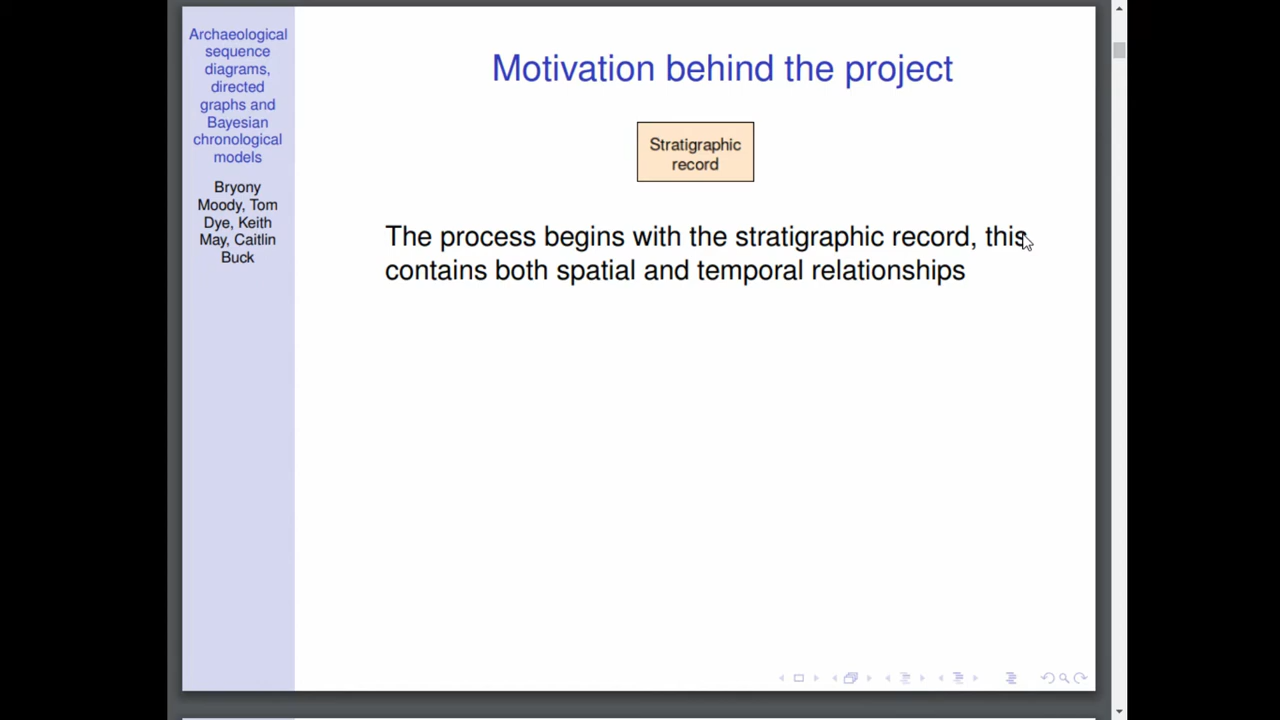 Archaeological
sequence
diagrams,
directed
graphs and
Bayesian
chronological
models
Bryony
Moody, Tom
Dye, Keith
May, Caitlin
Buck
Motivation behind the project
Stratigraphic
record
The process begins with the stratigraphic record, this
contains both spatial and temporal relationships